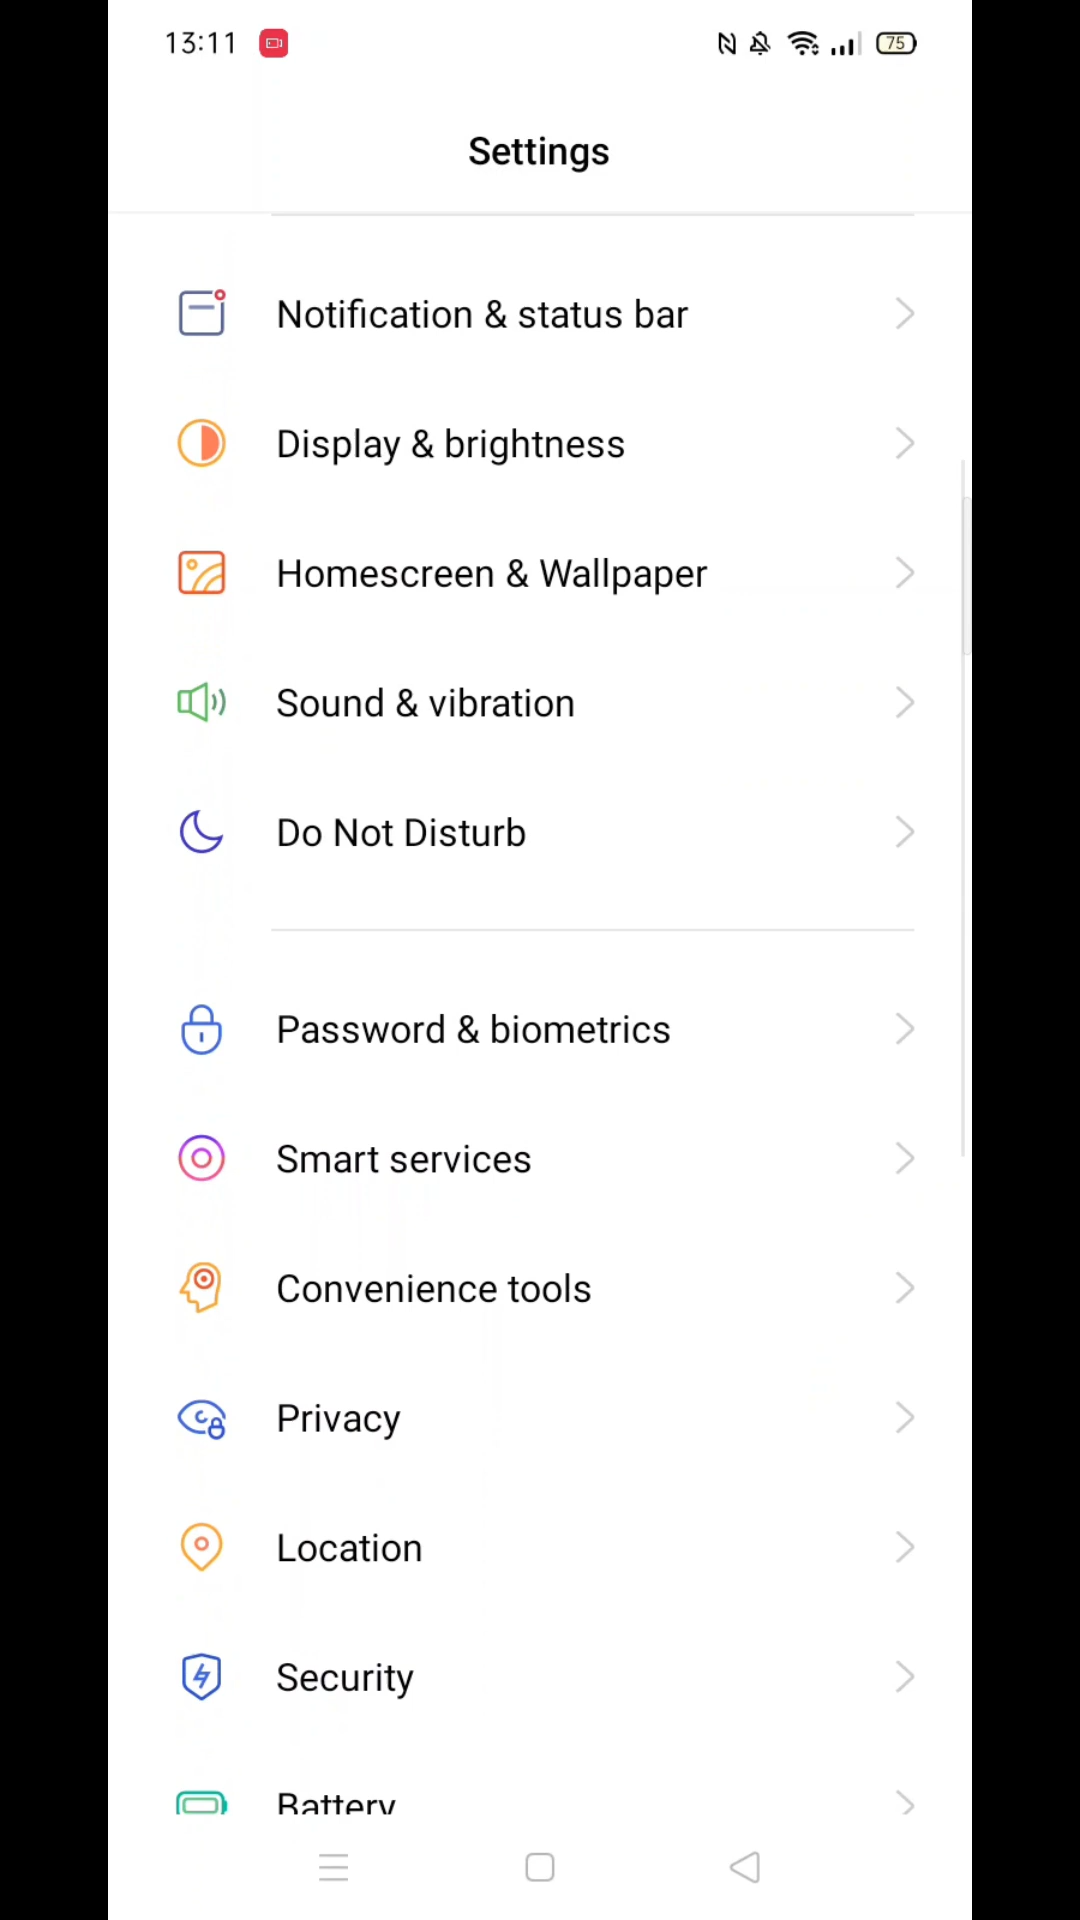 13:11
75
Settings
Notification & status bar
Display & brightness
Homescreen & Wallpaper
Sound & vibration
Do Not Disturb
Password & biometrics
Smart services
Convenience tools
Privacy
Location
Security
Battery